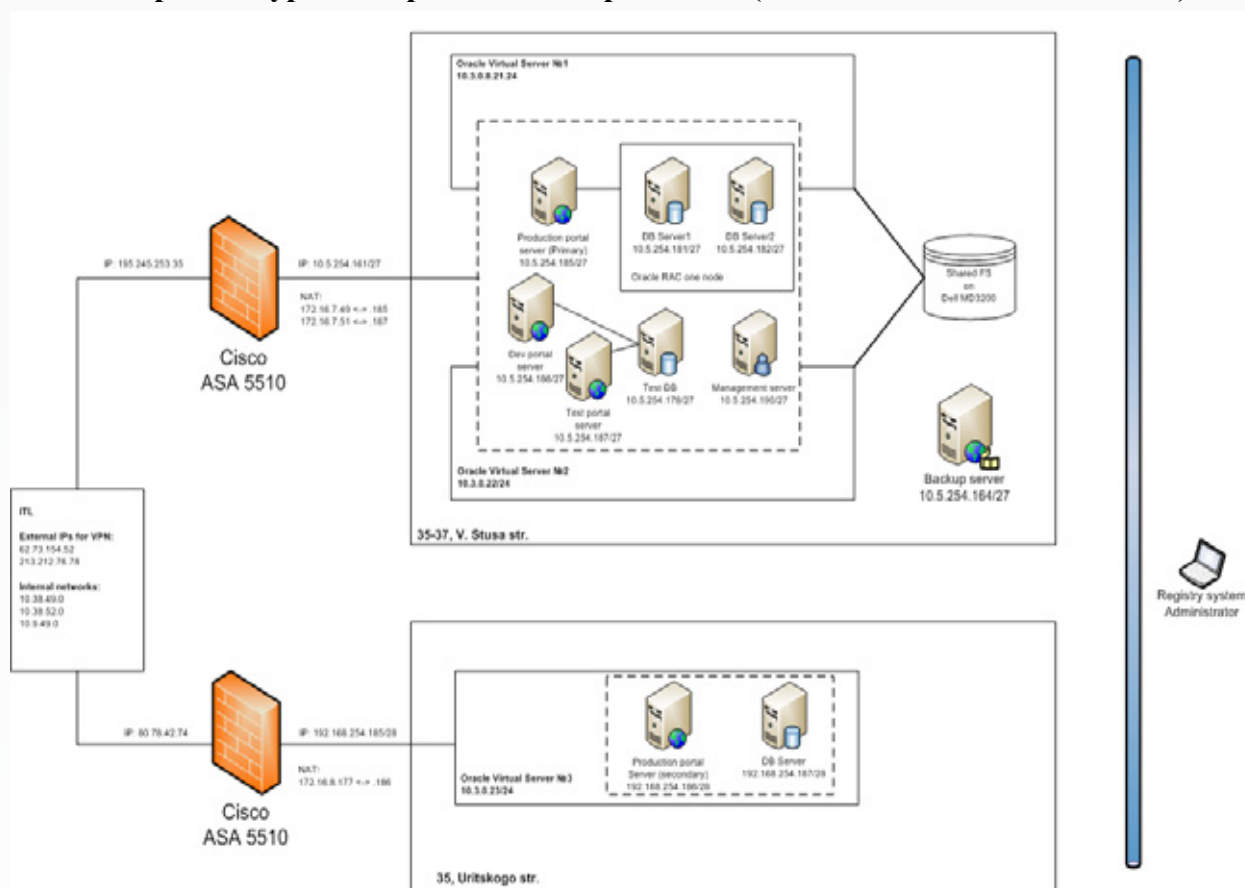 Oracle Virtual Server №1
10.3.0.8.21.24
Production portal
server (Primary)
10.5.254.185/27
DB Server1
10.5.254.181/27
DB Server2
10.5.254.182/27
Oracle RAC one node
Shared FS
on
Dell MD3200
IP: 195.245.253.35
IP: 10.5.254.161/27
NAT:
172.16.7.49 <-> .185
172.16.7.51 <-> .187
Cisco
ASA 5510
Dev portal
server
10.5.254.186/27
Test portal
server
10.5.254.187/27
Test DB
10.5.254.179/27
Management server
10.5.254.190/27
Oracle Virtual Server №2
10.3.0.22/24
Backup server
10.5.254.164/27
35-37, V. Stusa str.
ITL
External IPs for VPN:
62.73.154.52
213.212.76.78
Internal networks:
10.38.49.0
10.38.52.0
10.9.49.0
Registry system
Administrator
IP: 80.78.42.74
IP: 192.168.254.185/28
NAT:
172.16.8.177 <-> .186
Cisco
ASA 5510
Production portal
Server (secondary)
192.168.254.186/28
DB Server
192.168.254.187/28
Oracle Virtual Server №3
10.3.0.23/24
35, Uritskogo str.